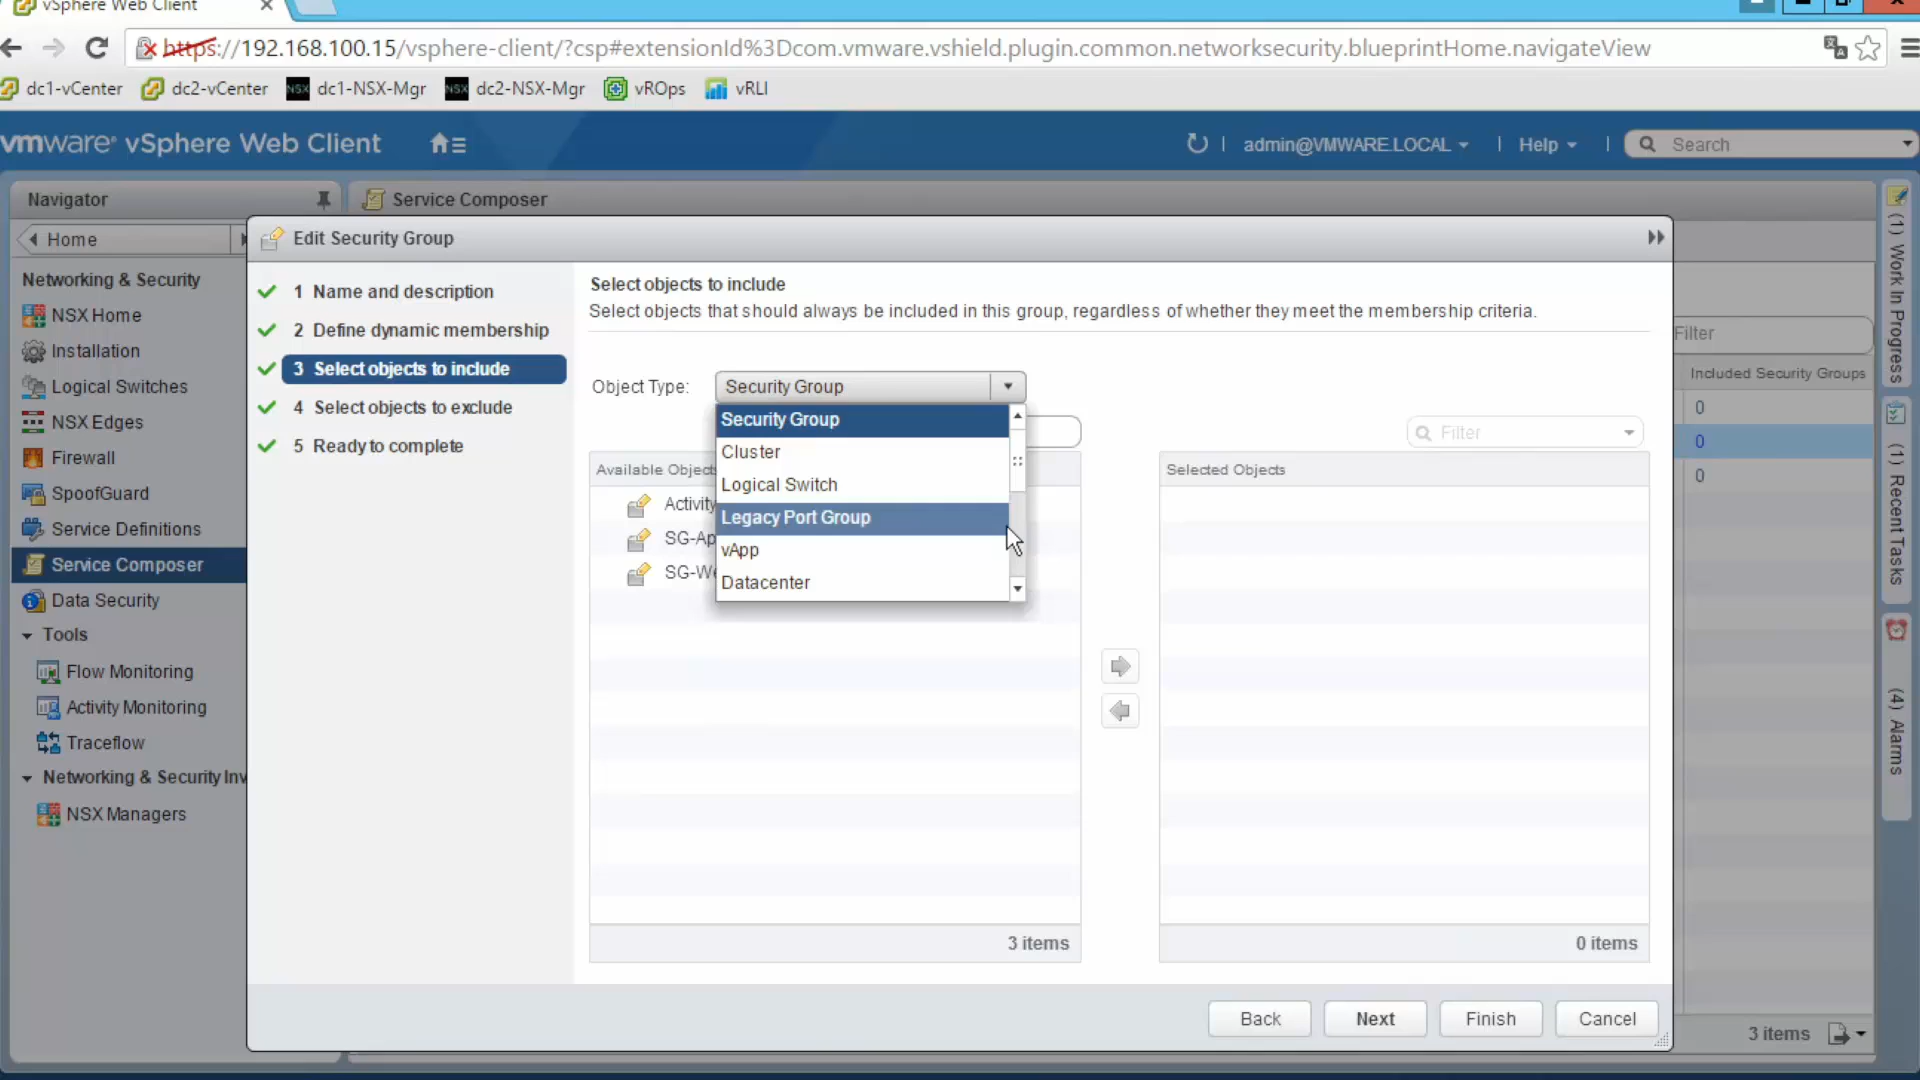 vSphere Web Client
https://192.168.100.15/vsphere-client/?csp#extensionId%3Dcom.vmware.vshield.plugin.common.networksecurity.blueprintHome.navigateView
dc1-vCenter dc2-vCenter NSX dc1-NSX-Mgr NSX dc2-NSX-Mgr vROps vRLI
vmware® vSphere Web Client admin@VMWARE.LOCAL Help Search
Navigator
Service Composer
Home
Networking & Security
NSX Home
Installation
Logical Switches
NSX Edges
Firewall
SpoofGuard
Service Definitions
Service Composer
Data Security
Tools
Flow Monitoring
Activity Monitoring
Traceflow
Networking & Security Inv
NSX Managers
Edit Security Group
1 Name and description
2 Define dynamic membership
3 Select objects to include
4 Select objects to exclude
5 Ready to complete
Select objects to include
Select objects that should always be included in this group, regardless of whether they meet the membership criteria.
Object Type: Security Group
Security Group
Cluster
Logical Switch
Legacy Port Group
vApp
Datacenter
Filter
Available Objects
Activity
SG-Ap
SG-We
3 items
Selected Objects
0 items
Back Next Finish Cancel
Filter
Included Security Groups
0
0
0
3 items
(1) Work In Progress
(1) Recent Tasks
(4) Alarms